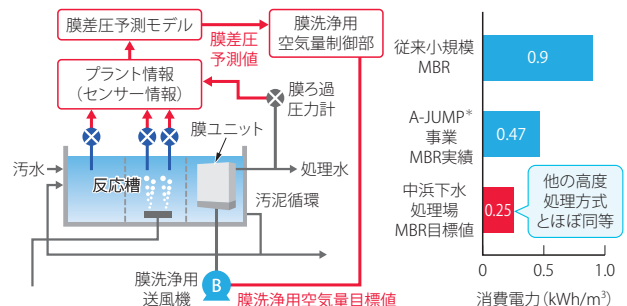 膜差圧予測モデル
膜差圧
予測値
膜洗浄用
空気量制御部
プラント情報
（センサー情報）
膜ろ過
圧力計
膜ユニット
汚水
反応槽
処理水
汚泥循環
膜洗浄用
送風機
B
膜洗浄用空気量目標値
従来小規模
MBR
0.9
A-JUMP*
事業
MBR実績
0.47
中浜下水
処理場
MBR目標値
0.25
他の高度
処理方式
とほぼ同等
0 0.5 1.0
消費電力（kWh/m³）